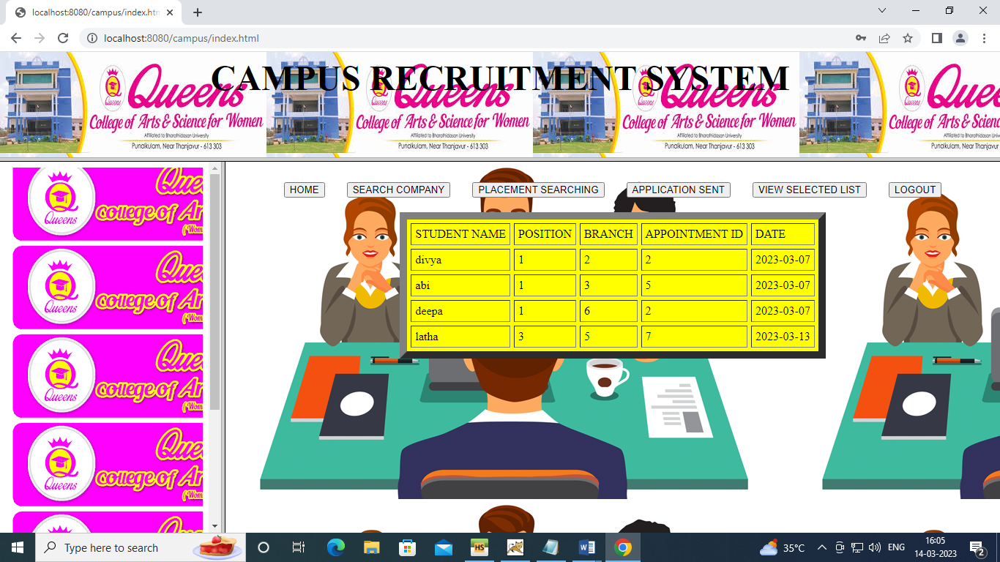 localhost:8080/campus/index.htm
localhost:8080/campus/index.html
CAMPUS RECRUITMENT SYSTEM
Queens Queens Queens Quee
College of Arts & Science for Women College of Arts & Science for Women College of Arts & Science for Women College of Arts & Science
Affiliated to Bharathidasan University Affiliated to Bharathidasan University Affiliated to Bharathidasan University Affiliated to Bharathidasan University
Punalkulam, Near Thanjavur - 613 303 Punalkulam, Near Thanjavur - 613 303 Punalkulam, Near Thanjavur - 613 303 Punalkulam, Near Thanjavur - 613 303
Queens Queens Queens Queens
HOME SEARCH COMPANY PLACEMENT SEARCHING APPLICATION SENT VIEW SELECTED LIST LOGOUT
STUDENT NAME POSITION BRANCH APPOINTMENT ID DATE
divya 1 2 2 2023-03-07
abi 1 3 5 2023-03-07
deepa 1 6 2 2023-03-07
latha 3 5 7 2023-03-13
Quee
college of Ar
(Wom
Queens
Quee
college of Ar
(Wom
Queens
Quee
college of Ar
(Wom
Queens
Quee
college of Ar
(Wom
Queens
Quee
Type here to search
HS
35°C
ENG
16:05
14-03-2023
2